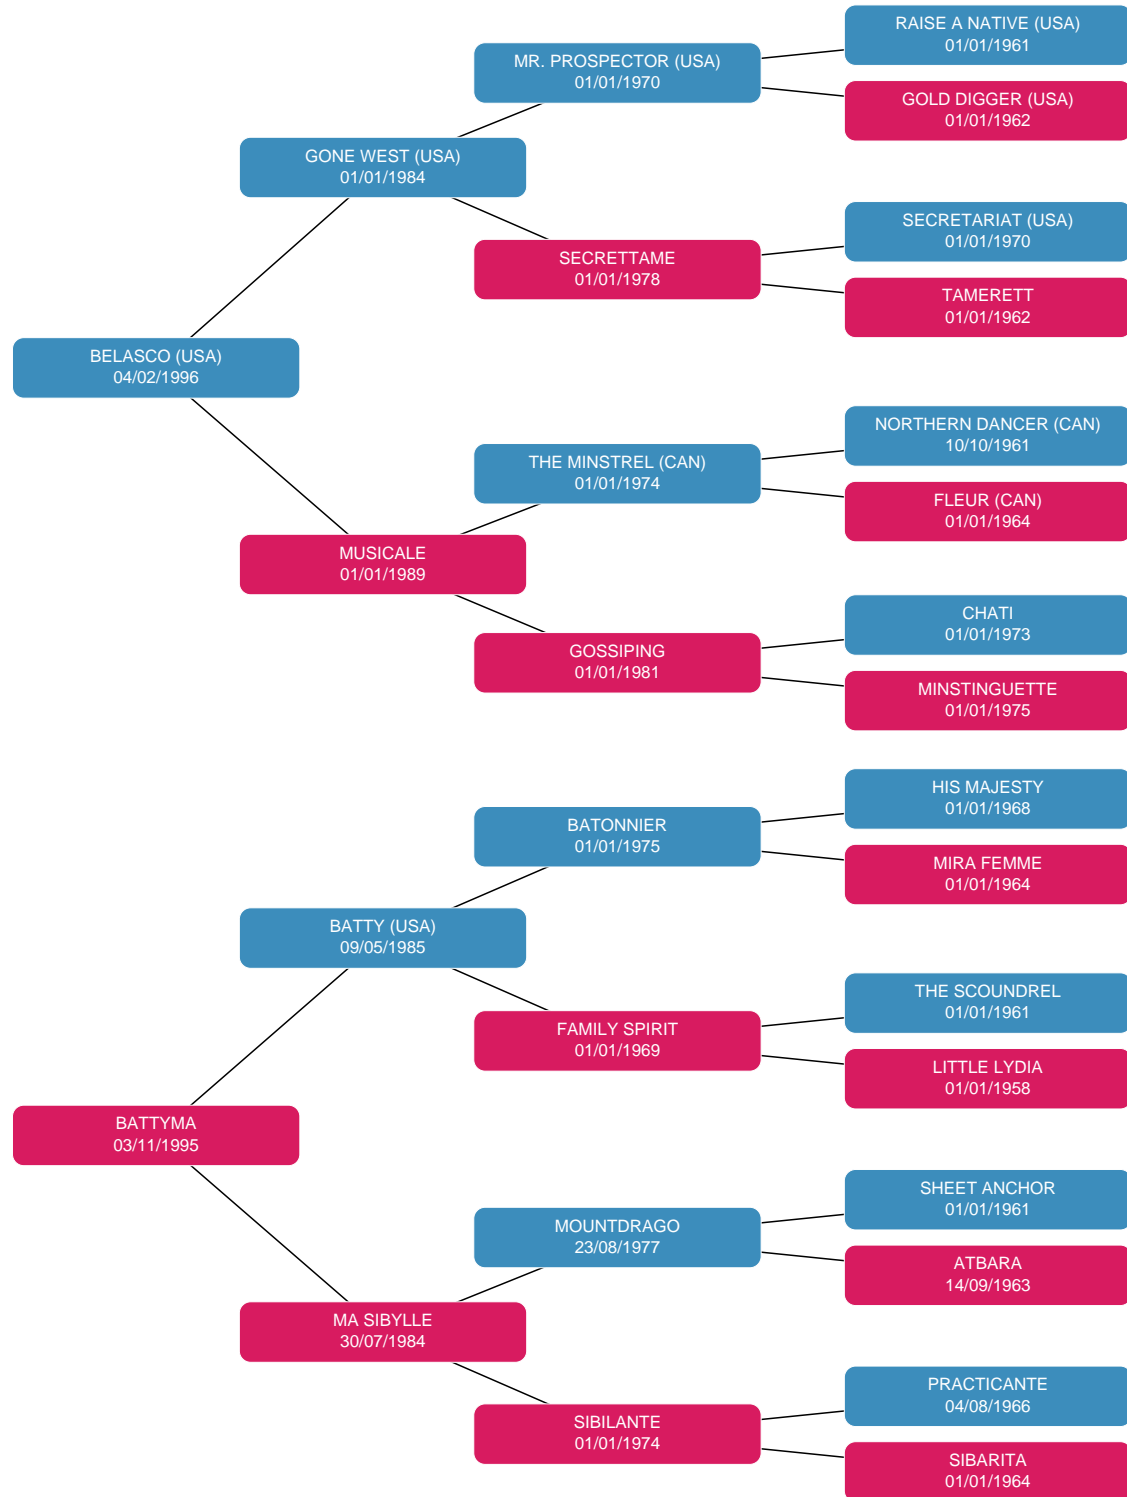 RAISE A NATIVE (USA)
01/01/1961
MR. PROSPECTOR (USA)
01/01/1970
GOLD DIGGER (USA)
01/01/1962
GONE WEST (USA)
01/01/1984
SECRETARIAT (USA)
01/01/1970
SECRETTAME
01/01/1978
TAMERETT
01/01/1962
BELASCO (USA)
04/02/1996
NORTHERN DANCER (CAN)
10/10/1961
THE MINSTREL (CAN)
01/01/1974
FLEUR (CAN)
01/01/1964
MUSICALE
01/01/1989
CHATI
01/01/1973
GOSSIPING
01/01/1981
MINSTINGUETTE
01/01/1975
HIS MAJESTY
01/01/1968
BATONNIER
01/01/1975
MIRA FEMME
01/01/1964
BATTY (USA)
09/05/1985
THE SCOUNDREL
01/01/1961
FAMILY SPIRIT
01/01/1969
LITTLE LYDIA
01/01/1958
BATTYMA
03/11/1995
SHEET ANCHOR
01/01/1961
MOUNTDRAGO
23/08/1977
ATBARA
14/09/1963
MA SIBYLLE
30/07/1984
PRACTICANTE
04/08/1966
SIBILANTE
01/01/1974
SIBARITA
01/01/1964